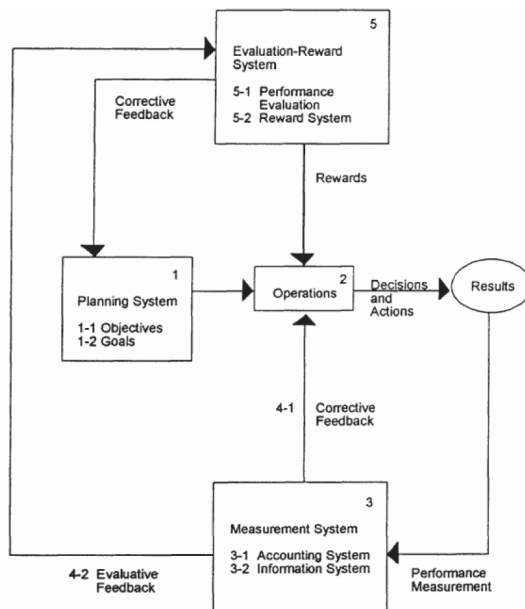 5
Evaluation-Reward
System
5-1 Performance
Evaluation
5-2 Reward System
Corrective
Feedback
Rewards
1
Planning System
1-1 Objectives
1-2 Goals
2
Operations
Decisions
and
Actions
Results
4-1 Corrective
Feedback
3
Measurement System
3-1 Accounting System
3-2 Information System
4-2 Evaluative
Feedback
Performance
Measurement